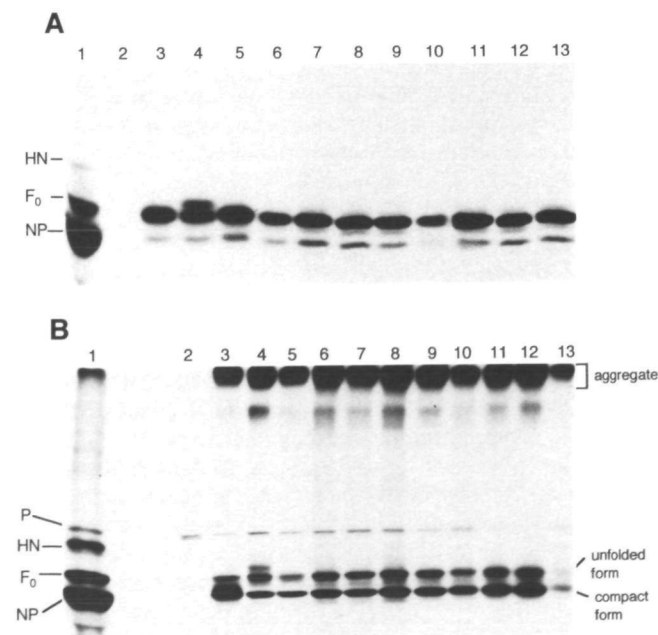 A
1 2 3 4 5 6 7 8 9 10 11 12 13
HN
F0
NP
B
1 2 3 4 5 6 7 8 9 10 11 12 13
aggregate
P
HN
F0
NP
unfolded
form
compact
form